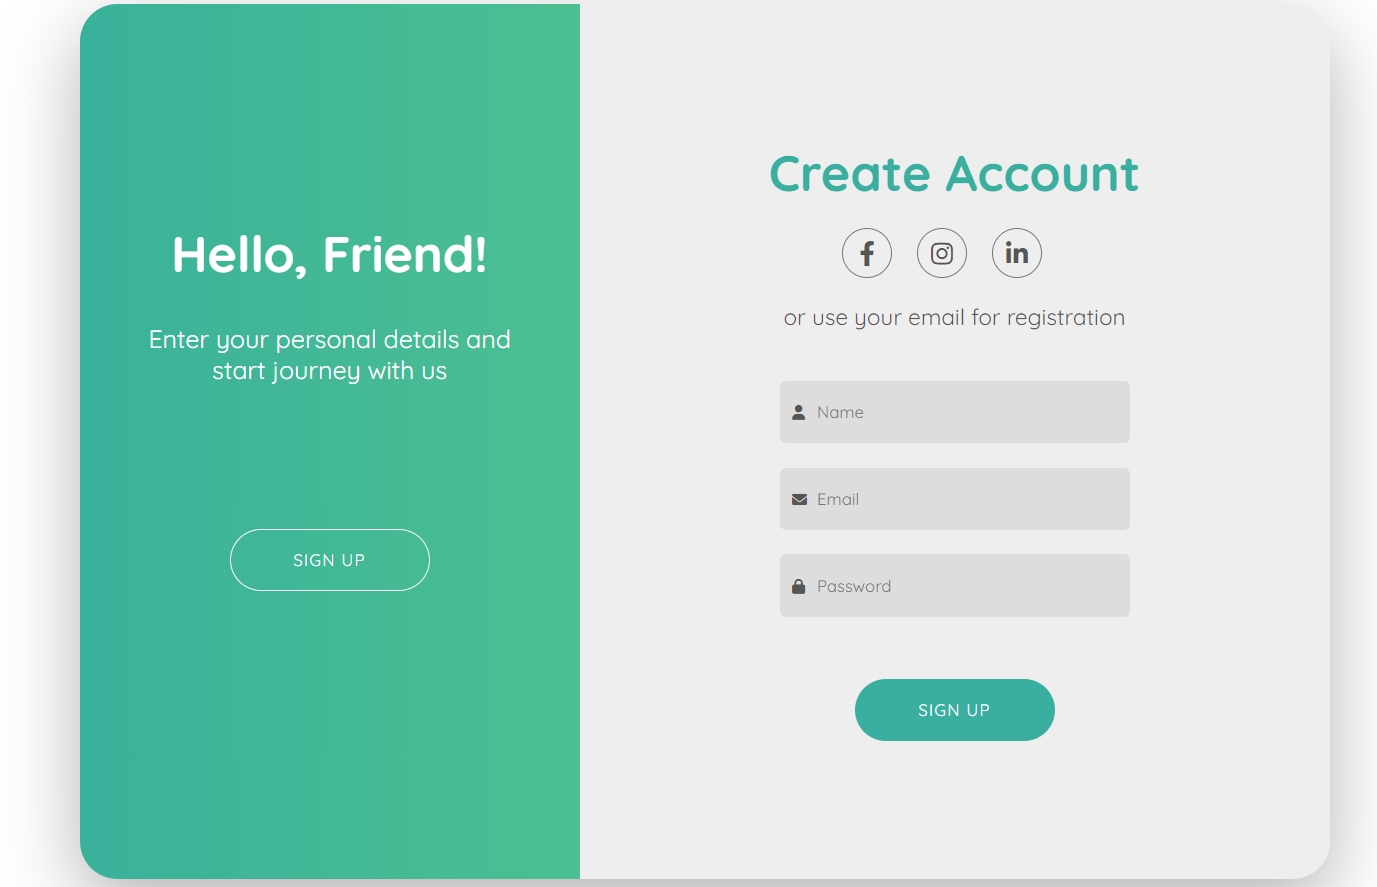 Hello, Friend!
Enter your personal details and
start journey with us
SIGN UP
Create Account
or use your email for registration
Name
Email
Password
SIGN UP